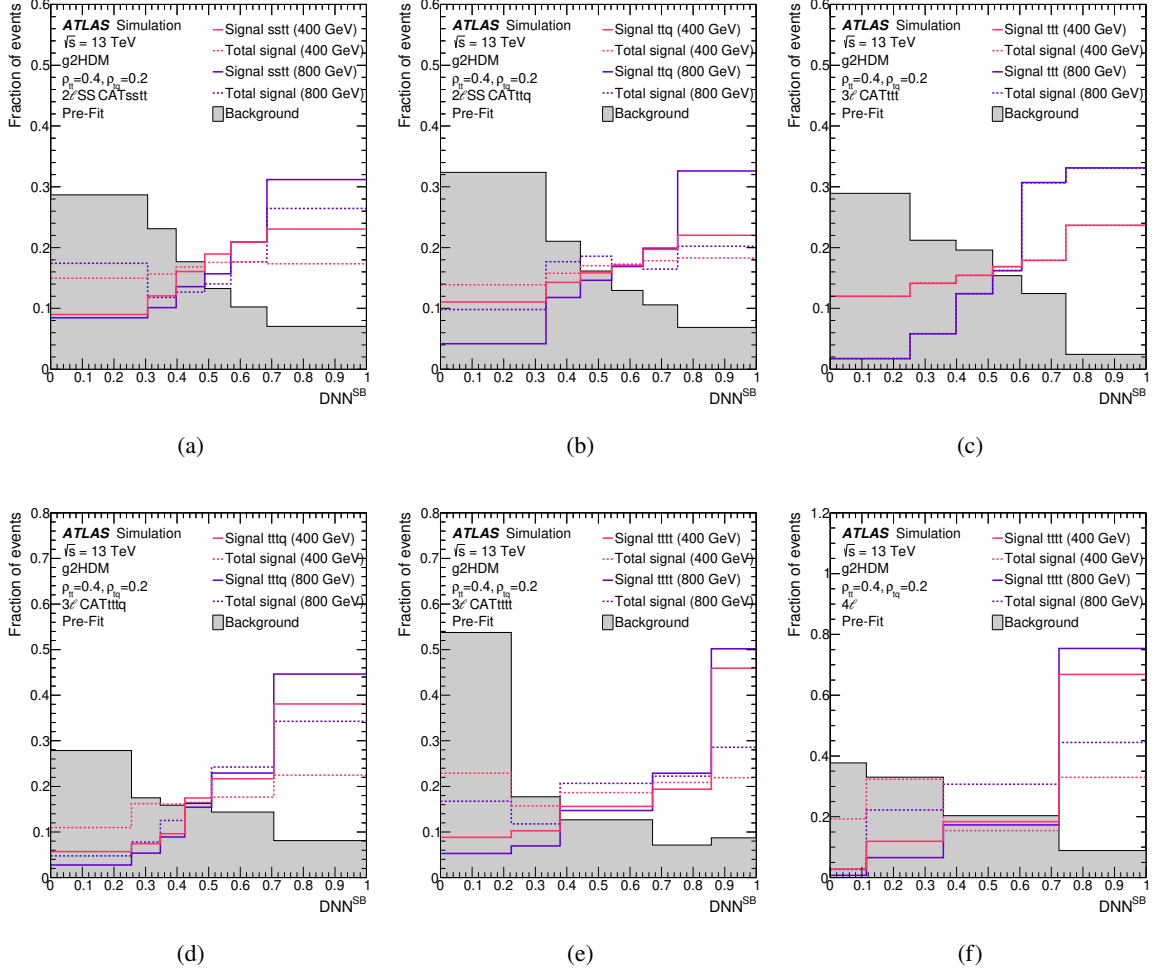 Fraction of events
0.6
0.5
0.4
0.3
0.2
0.1
0
ATLAS Simulation
√s = 13 TeV
g2HDM
ρtt=0.4, ρtq=0.2
2ℓSS CATsstt
Pre-Fit
Signal sstt (400 GeV)
Total signal (400 GeV)
Signal sstt (800 GeV)
Total signal (800 GeV)
Background
0 0.1 0.2 0.3 0.4 0.5 0.6 0.7 0.8 0.9 1
DNN^SB
(a)
Fraction of events
0.6
0.5
0.4
0.3
0.2
0.1
0
ATLAS Simulation
√s = 13 TeV
g2HDM
ρtt=0.4, ρtq=0.2
2ℓSS CATttq
Pre-Fit
Signal ttq (400 GeV)
Total signal (400 GeV)
Signal ttq (800 GeV)
Total signal (800 GeV)
Background
0 0.1 0.2 0.3 0.4 0.5 0.6 0.7 0.8 0.9 1
DNN^SB
(b)
Fraction of events
0.6
0.5
0.4
0.3
0.2
0.1
0
ATLAS Simulation
√s = 13 TeV
g2HDM
ρtt=0.4, ρtq=0.2
3ℓ CATttt
Pre-Fit
Signal ttt (400 GeV)
Total signal (400 GeV)
Signal ttt (800 GeV)
Total signal (800 GeV)
Background
0 0.1 0.2 0.3 0.4 0.5 0.6 0.7 0.8 0.9 1
DNN^SB
(c)
Fraction of events
0.8
0.7
0.6
0.5
0.4
0.3
0.2
0.1
0
ATLAS Simulation
√s = 13 TeV
g2HDM
ρtt=0.4, ρtq=0.2
3ℓ CATtttq
Pre-Fit
Signal tttq (400 GeV)
Total signal (400 GeV)
Signal tttq (800 GeV)
Total signal (800 GeV)
Background
0 0.1 0.2 0.3 0.4 0.5 0.6 0.7 0.8 0.9 1
DNN^SB
(d)
Fraction of events
0.8
0.7
0.6
0.5
0.4
0.3
0.2
0.1
0
ATLAS Simulation
√s = 13 TeV
g2HDM
ρtt=0.4, ρtq=0.2
3ℓ CATtttt
Pre-Fit
Signal tttt (400 GeV)
Total signal (400 GeV)
Signal tttt (800 GeV)
Total signal (800 GeV)
Background
0 0.1 0.2 0.3 0.4 0.5 0.6 0.7 0.8 0.9 1
DNN^SB
(e)
Fraction of events
1.2
1
0.8
0.6
0.4
0.2
0
ATLAS Simulation
√s = 13 TeV
g2HDM
ρtt=0.4, ρtq=0.2
4ℓ
Pre-Fit
Signal tttt (400 GeV)
Total signal (400 GeV)
Signal tttt (800 GeV)
Total signal (800 GeV)
Background
0 0.1 0.2 0.3 0.4 0.5 0.6 0.7 0.8 0.9 1
DNN^SB
(f)